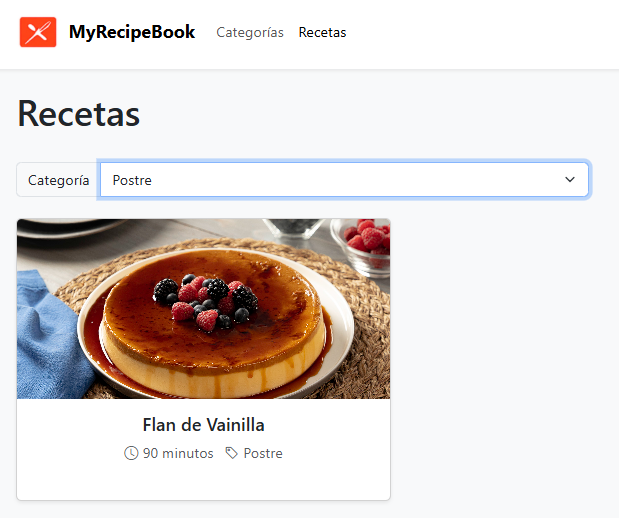 MyRecipeBook Categorías Recetas
Recetas
Categoría Postre
Flan de Vainilla
90 minutos Postre